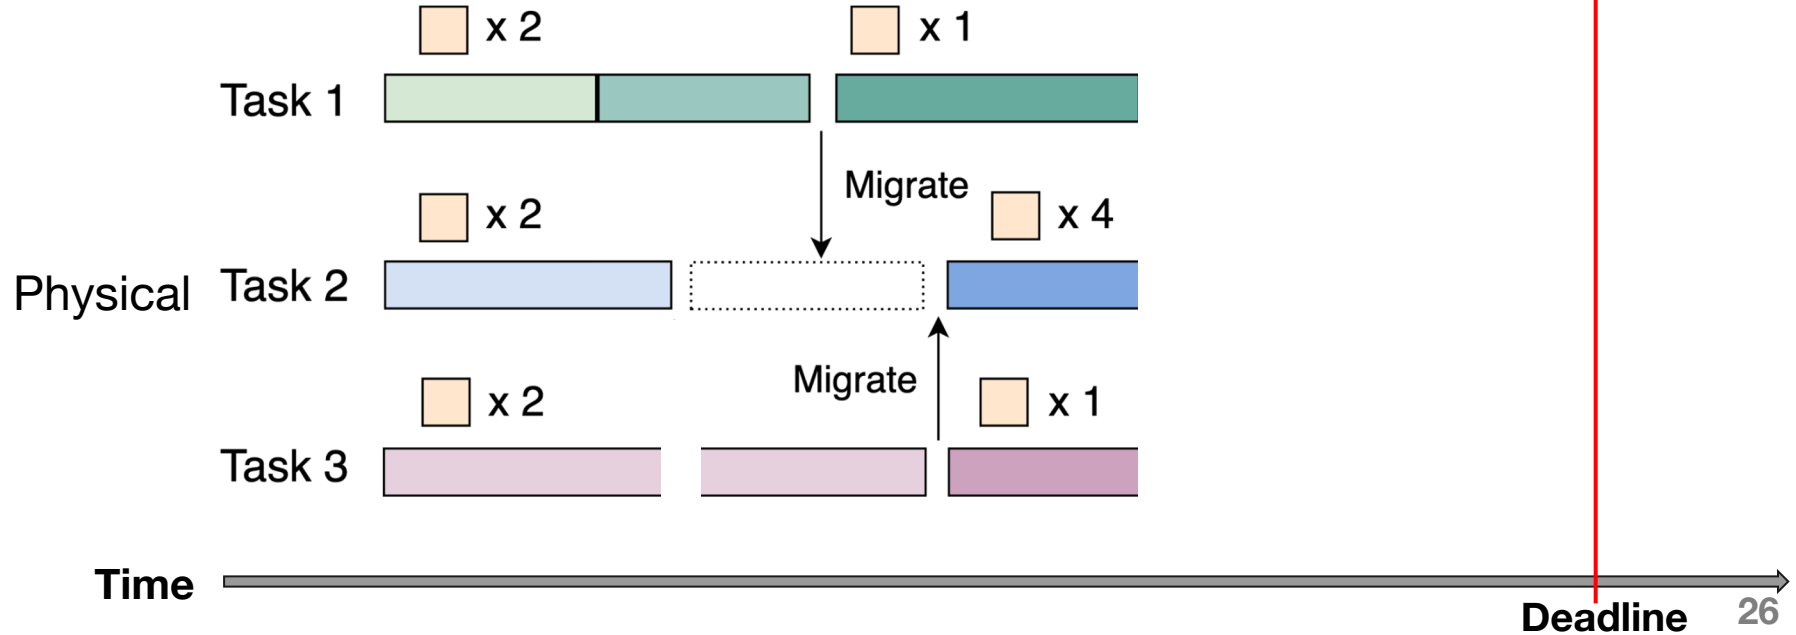 x 2
x 1
Task 1
Migrate
x 2
x 4
Physical
Task 2
Migrate
x 2
x 1
Task 3
Time
Deadline
26